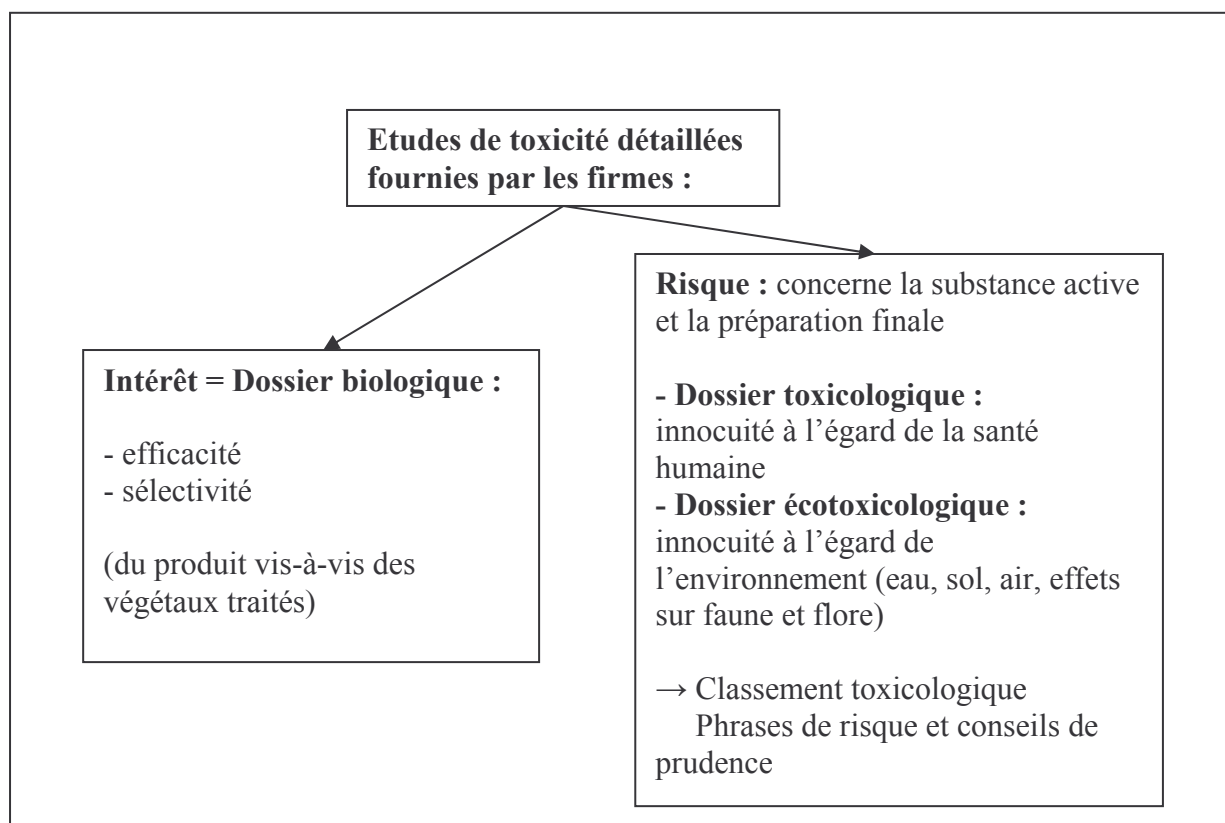 Etudes de toxicité détaillées
fournies par les firmes :
Intérêt = Dossier biologique :
- efficacité
- sélectivité
(du produit vis-à-vis des
végétaux traités)
Risque : concerne la substance active
et la préparation finale
- Dossier toxicologique :
innocuité à l’égard de la santé
humaine
- Dossier écotoxicologique :
innocuité à l’égard de
l’environnement (eau, sol, air, effets
sur faune et flore)
→ Classement toxicologique
Phrases de risque et conseils de
prudence